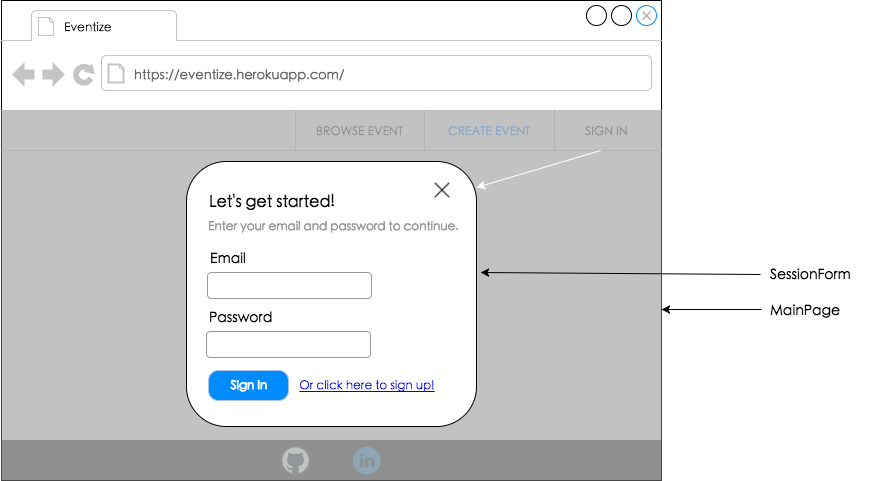 Eventize
https://eventize.herokuapp.com/
BROWSE EVENT CREATE EVENT SIGN IN
Let's get started!
Enter your email and password to continue.
Email
Password
Sign In Or click here to sign up!
in
SessionForm
MainPage